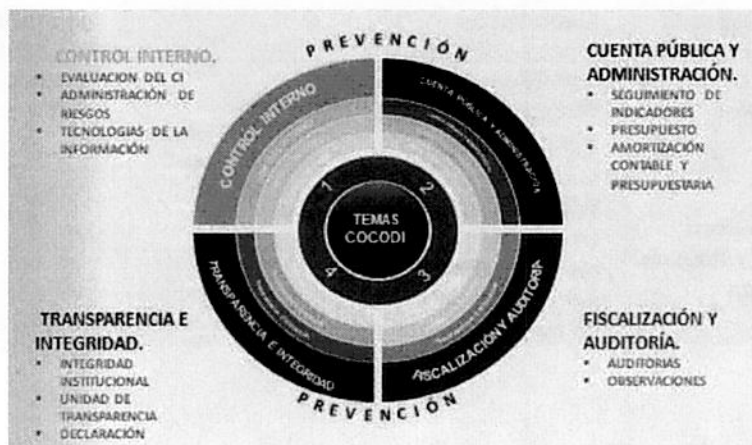 PREVENCIÓN
CONTROL INTERNO.
• EVALUACION DEL CI
• ADMINISTRACIÓN DE
RIESGOS
• TECNOLOGIAS DE LA
INFORMACIÓN
CUENTA PÚBLICA Y
ADMINISTRACIÓN.
• SEGUIMIENTO DE
INDICADORES
• PRESUPUESTO
• AMORTIZACIÓN
CONTABLE Y
PRESUPUESTARIA
CONTROL INTERNO
CUENTA PÚBLICA Y ADMINISTRACIÓN
1
2
TEMAS
COCODI
4
3
TRANSPARENCIA E INTEGRIDAD
FISCALIZACIÓN Y AUDITORÍA
TRANSPARENCIA E
INTEGRIDAD.
• INTEGRIDAD
INSTITUCIONAL
• UNIDAD DE
TRANSPARENCIA
• DECLARACIÓN
FISCALIZACIÓN Y
AUDITORÍA.
• AUDITORIAS
• OBSERVACIONES
PREVENCIÓN